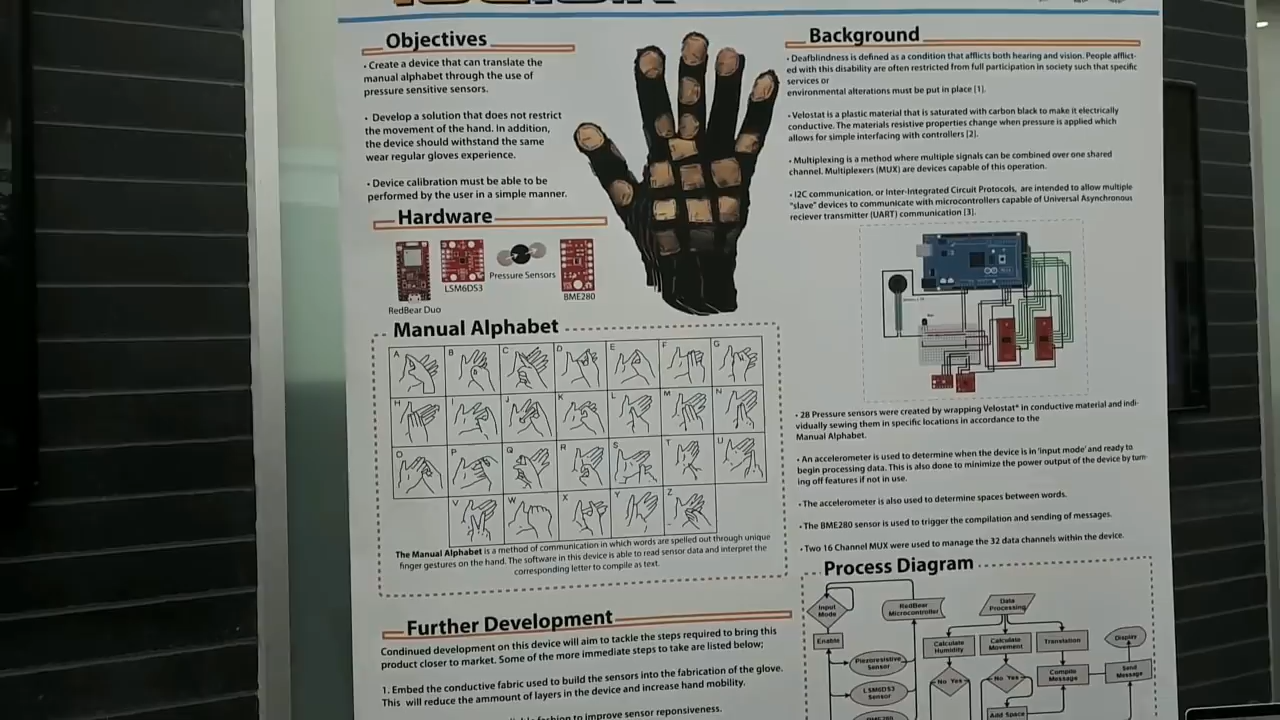 Objectives
• Create a device that can translate the
manual alphabet through the use of
pressure sensitive sensors.
• Develop a solution that does not restrict
the movement of the hand. In addition,
the device should withstand the same
wear regular gloves experience.
• Device calibration must be able to be
performed by the user in a simple manner.
Hardware
RedBear Duo
LSM6DS3
Pressure Sensors
BME280
Manual Alphabet
A B C D E F G
H I J K L M N
O P Q R S T U
V W X Y Z
The Manual Alphabet is a method of communication in which words are spelled out through unique
finger gestures on the hand. The software in this device is able to read sensor data and interpret the
corresponding letter to compile as text.
Further Development
Continued development on this device will aim to tackle the steps required to bring this
product closer to market. Some of the more immediate steps to take are listed below;
1. Embed the conductive fabric used to build the sensors into the fabrication of the glove.
This will reduce the ammount of layers in the device and increase hand mobility.
fashion to improve sensor reponsiveness.
Background
• Deafblindness is defined as a condition that afflicts both hearing and vision. People afflict-
ed with this disability are often restricted from full participation in society such that specific
services or
environmental alterations must be put in place [1].
• Velostat is a plastic material that is saturated with carbon black to make it electrically
conductive. The materials resistive properties change when pressure is applied which
allows for simple interfacing with controllers [2].
• Multiplexing is a method where multiple signals can be combined over one shared
channel. Multiplexers (MUX) are devices capable of this operation.
• I2C communication, or Inter-Integrated Circuit Protocols, are intended to allow multiple
"slave" devices to communicate with microcontrollers capable of Universal Asynchronous
reciever transmitter (UART) communication [3].
• 28 Pressure sensors were created by wrapping Velostat® in conductive material and indi-
vidually sewing them in specific locations in accordance to the
Manual Alphabet.
• An accelerometer is used to determine when the device is in 'input mode' and ready to
begin processing data. This is also done to minimize the power output of the device by turn-
ing off features if not in use.
• The accelerometer is also used to determine spaces between words.
• The BME280 sensor is used to trigger the compilation and sending of messages.
• Two 16 Channel MUX were used to manage the 32 data channels within the device.
Process Diagram
Input
Mode
RedBear
Microcontroller
Data
Processing
Enable
Calculate
Humidity
Calculate
Movement
Translation
Display
Piezoresistive
Sensor
No Yes
No Yes
Compile
Message
Send
Message
LSM6DS3
Sensor
Add Space